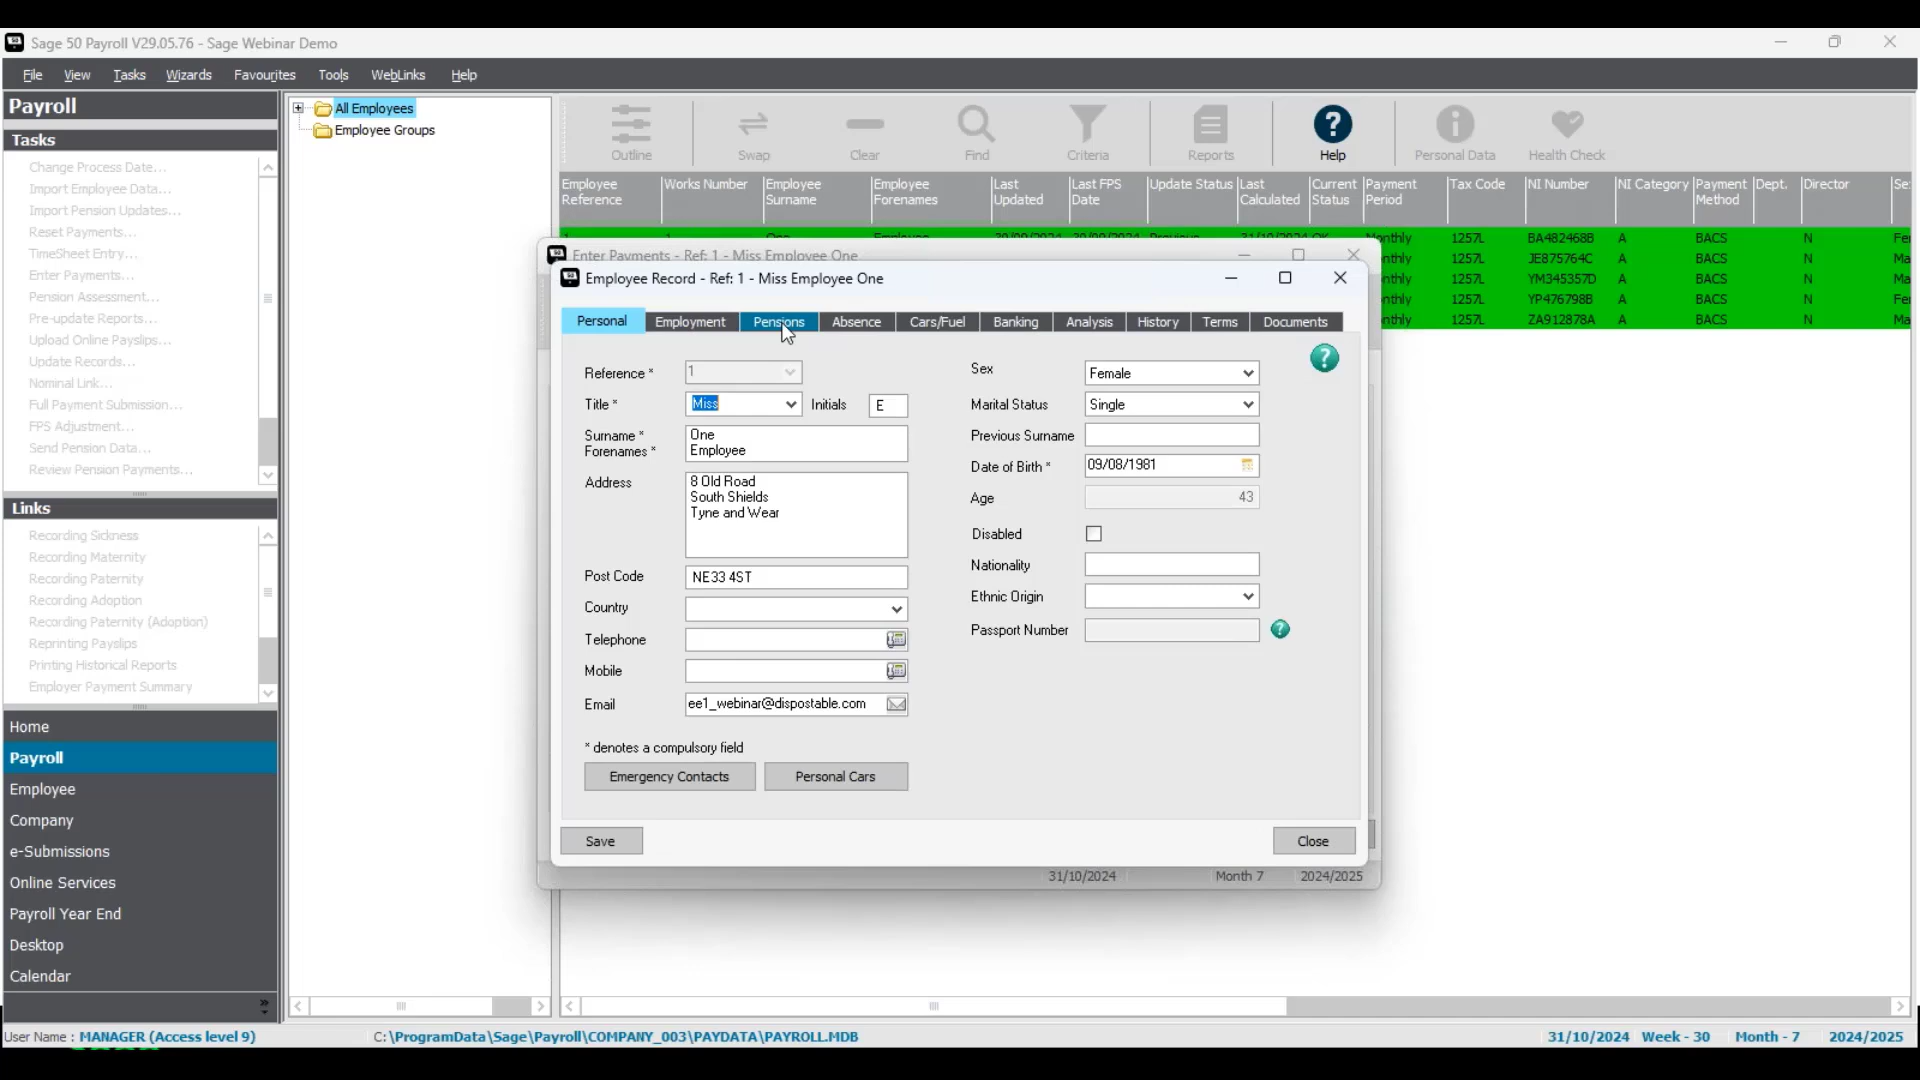 Sage 50 Payroll V29.05.76 - Sage Webinar Demo
File View Tasks Wizards Favourites Tools WebLinks Help
Payroll
Tasks
Change Process Date...
Import Employee Data...
Import Pension Updates...
Reset Payments...
TimeSheet Entry...
Enter Payments...
Pension Assessment...
Pre-update Reports...
Upload Online Payslips...
Update Records...
Nominal Link...
Full Payment Submission...
FPS Adjustment...
Send Pension Data...
Review Pension Payments...
Links
Recording Sickness
Recording Maternity
Recording Paternity
Recording Adoption
Recording Paternity (Adoption)
Reprinting Payslips
Printing Historical Reports
Employer Payment Summary
Home
Payroll
Employee
Company
e-Submissions
Online Services
Payroll Year End
Desktop
Calendar
All Employees
Employee Groups
Outline Swap Clear Find Criteria Reports Help Personal Data Health Check
Employee Reference Works Number Employee Surname Employee Forenames Last Updated Last FPS Date Update Status Last Calculated Current Status Payment Period Tax Code NI Number NI Category Payment Method Dept. Director
1257L BA482468B A BACS N
1257L JE875764C A BACS N
1257L YM345357D A BACS N
1257L YP476798B A BACS N
1257L ZA912878A A BACS N
Enter Payments - Ref: 1 - Miss Employee One
Employee Record - Ref: 1 - Miss Employee One
Personal Employment Pensions Absence Cars/Fuel Banking Analysis History Terms Documents
Reference * 1
Title * Miss Initials E
Surname * One
Forenames * Employee
Address 8 Old Road
South Shields
Tyne and Wear
Post Code NE33 4ST
Country
Telephone
Mobile
Email ee1_webinar@dispostable.com
Sex Female
Marital Status Single
Previous Surname
Date of Birth * 09/08/1981
Age 43
Disabled
Nationality
Ethnic Origin
Passport Number
* denotes a compulsory field
Emergency Contacts Personal Cars
Save Close
31/10/2024 Month 7 2024/2025
User Name : MANAGER (Access level 9) C:\ProgramData\Sage\Payroll\COMPANY_003\PAYDATA\PAYROLL.MDB 31/10/2024 Week - 30 Month - 7 2024/2025